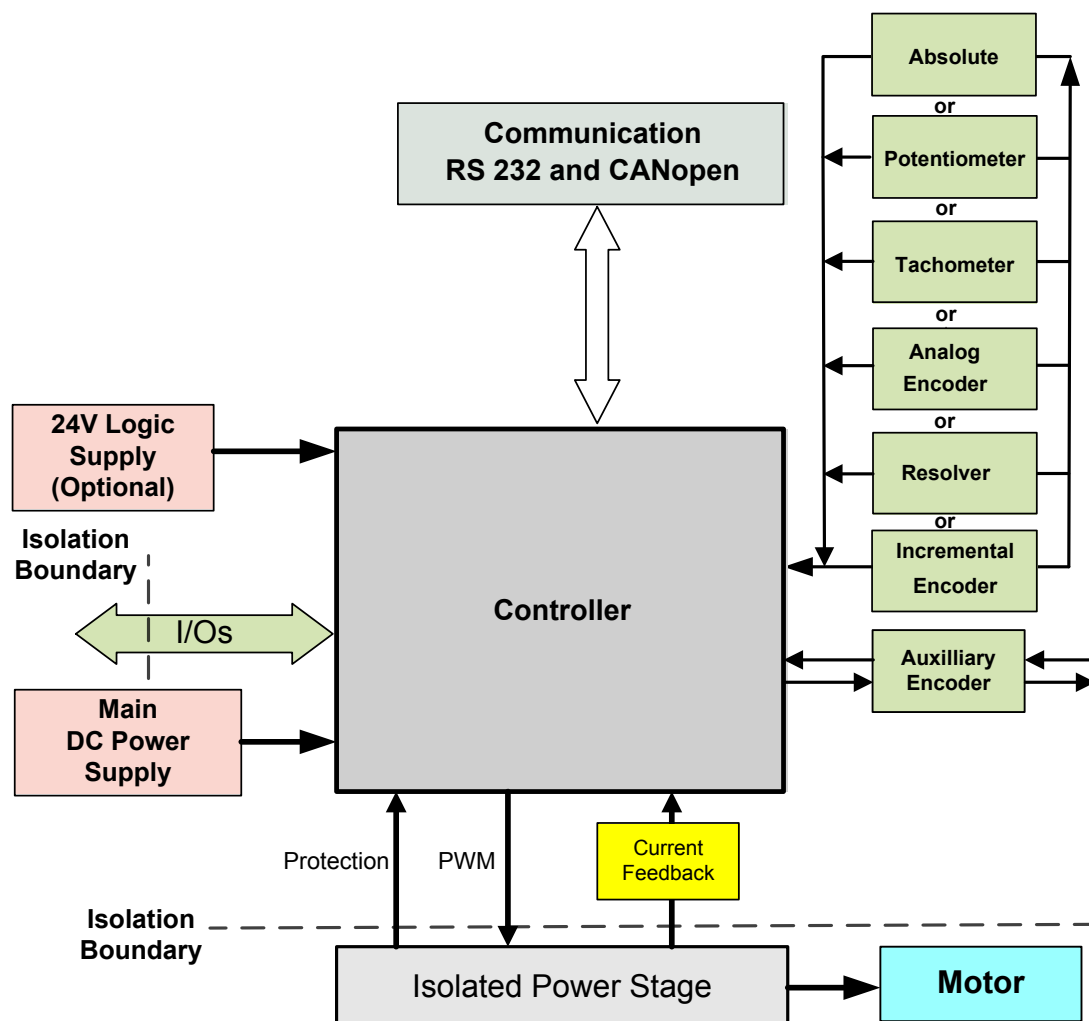 Absolute
or
Potentiometer
or
Tachometer
or
Analog
Encoder
or
Resolver
or
Incremental
Encoder
Communication
RS 232 and CANopen
24V Logic
Supply
(Optional)
Isolation
Boundary
I/Os
Controller
Auxilliary
Encoder
Main
DC Power
Supply
Protection
PWM
Current
Feedback
Isolation
Boundary
Isolated Power Stage
Motor